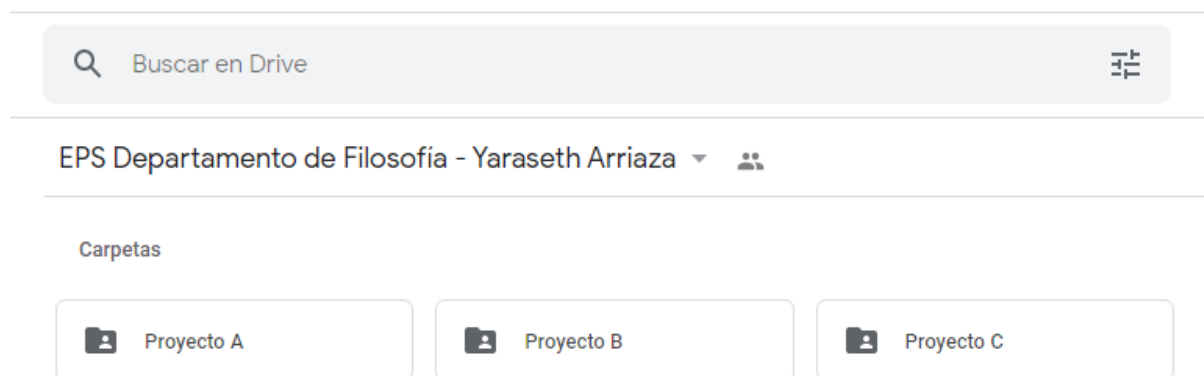 Buscar en Drive
EPS Departamento de Filosofía - Yaraseth Arriaza
Carpetas
Proyecto A
Proyecto B
Proyecto C